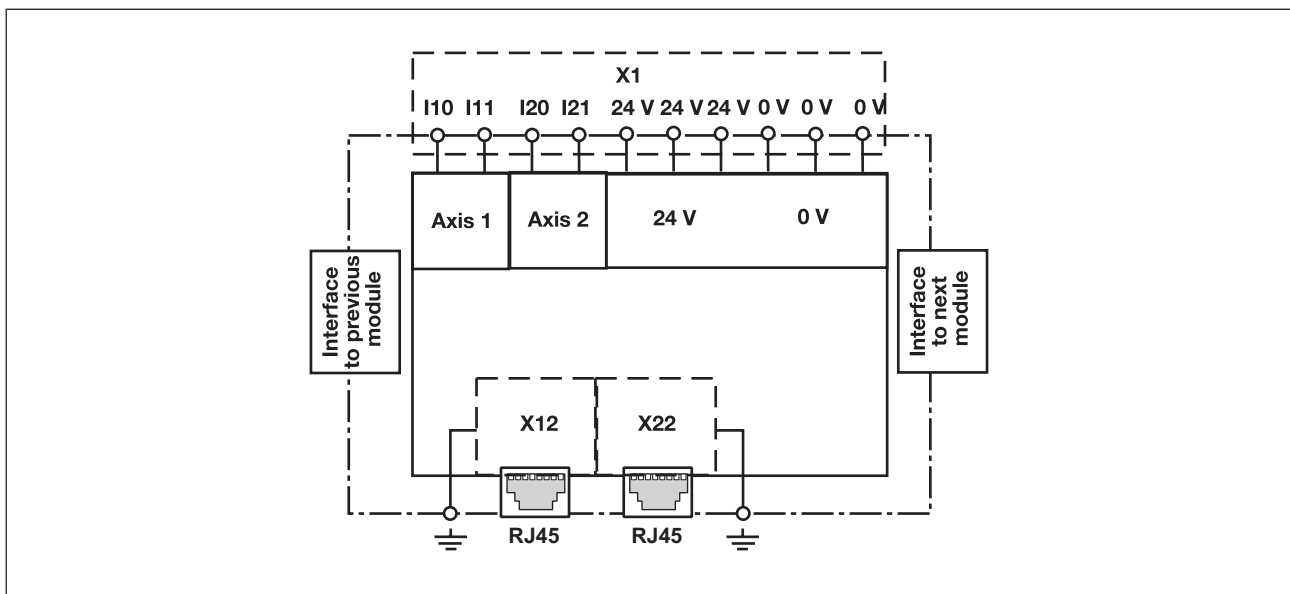 X1
I10 I11 I20 I21 24 V 24 V 24 V 0 V 0 V 0 V
Axis 1 Axis 2 24 V 0 V
Interface
to previous
module
Interface
to next
module
X12 X22
RJ45 RJ45